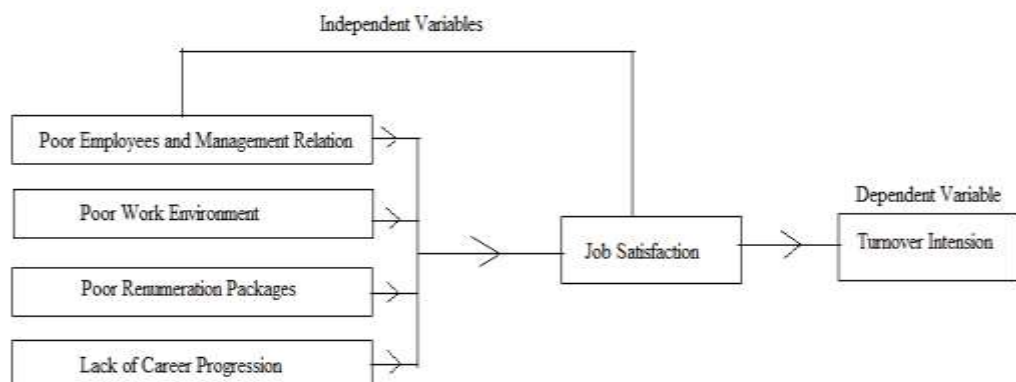 Independent Variables
Poor Employees and Management Relation
Poor Work Environment
Poor Renumeration Packages
Lack of Career Progression
Job Satisfaction
Dependent Variable
Turnover Intension